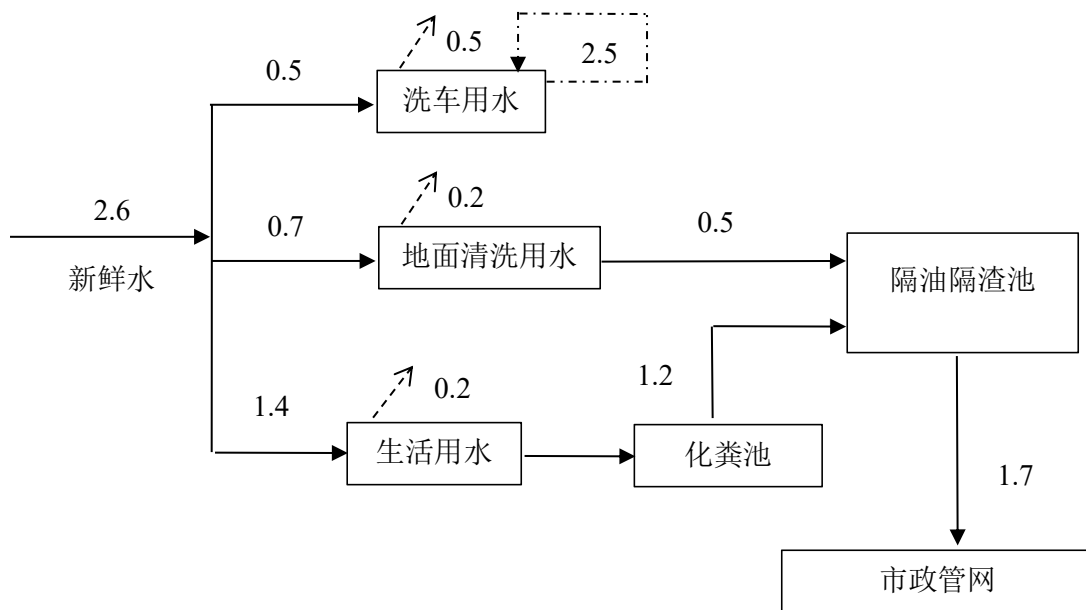 0.5
2.5
0.5
洗车用水
2.6
0.7
0.2
0.5
新鲜水
地面清洗用水
隔油隔渣池
1.4
0.2
1.2
生活用水
化粪池
1.7
市政管网